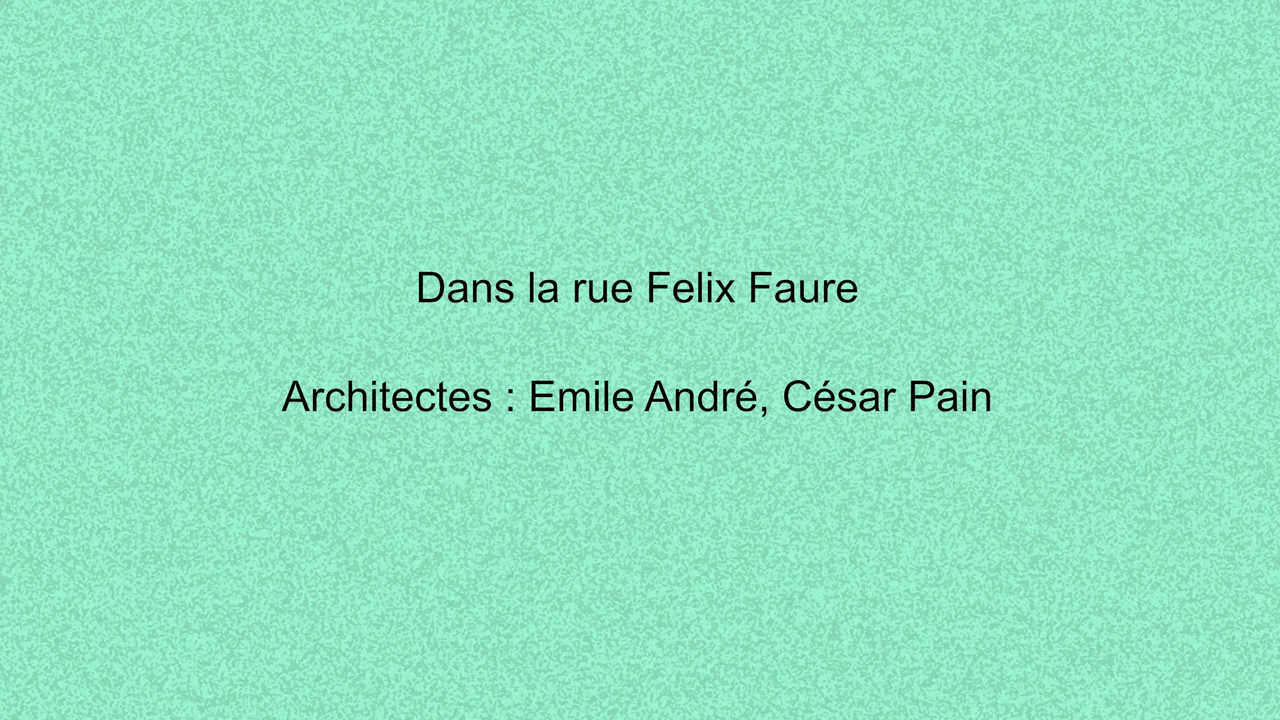 Dans la rue Felix Faure
Architectes : Emile André, César Pain